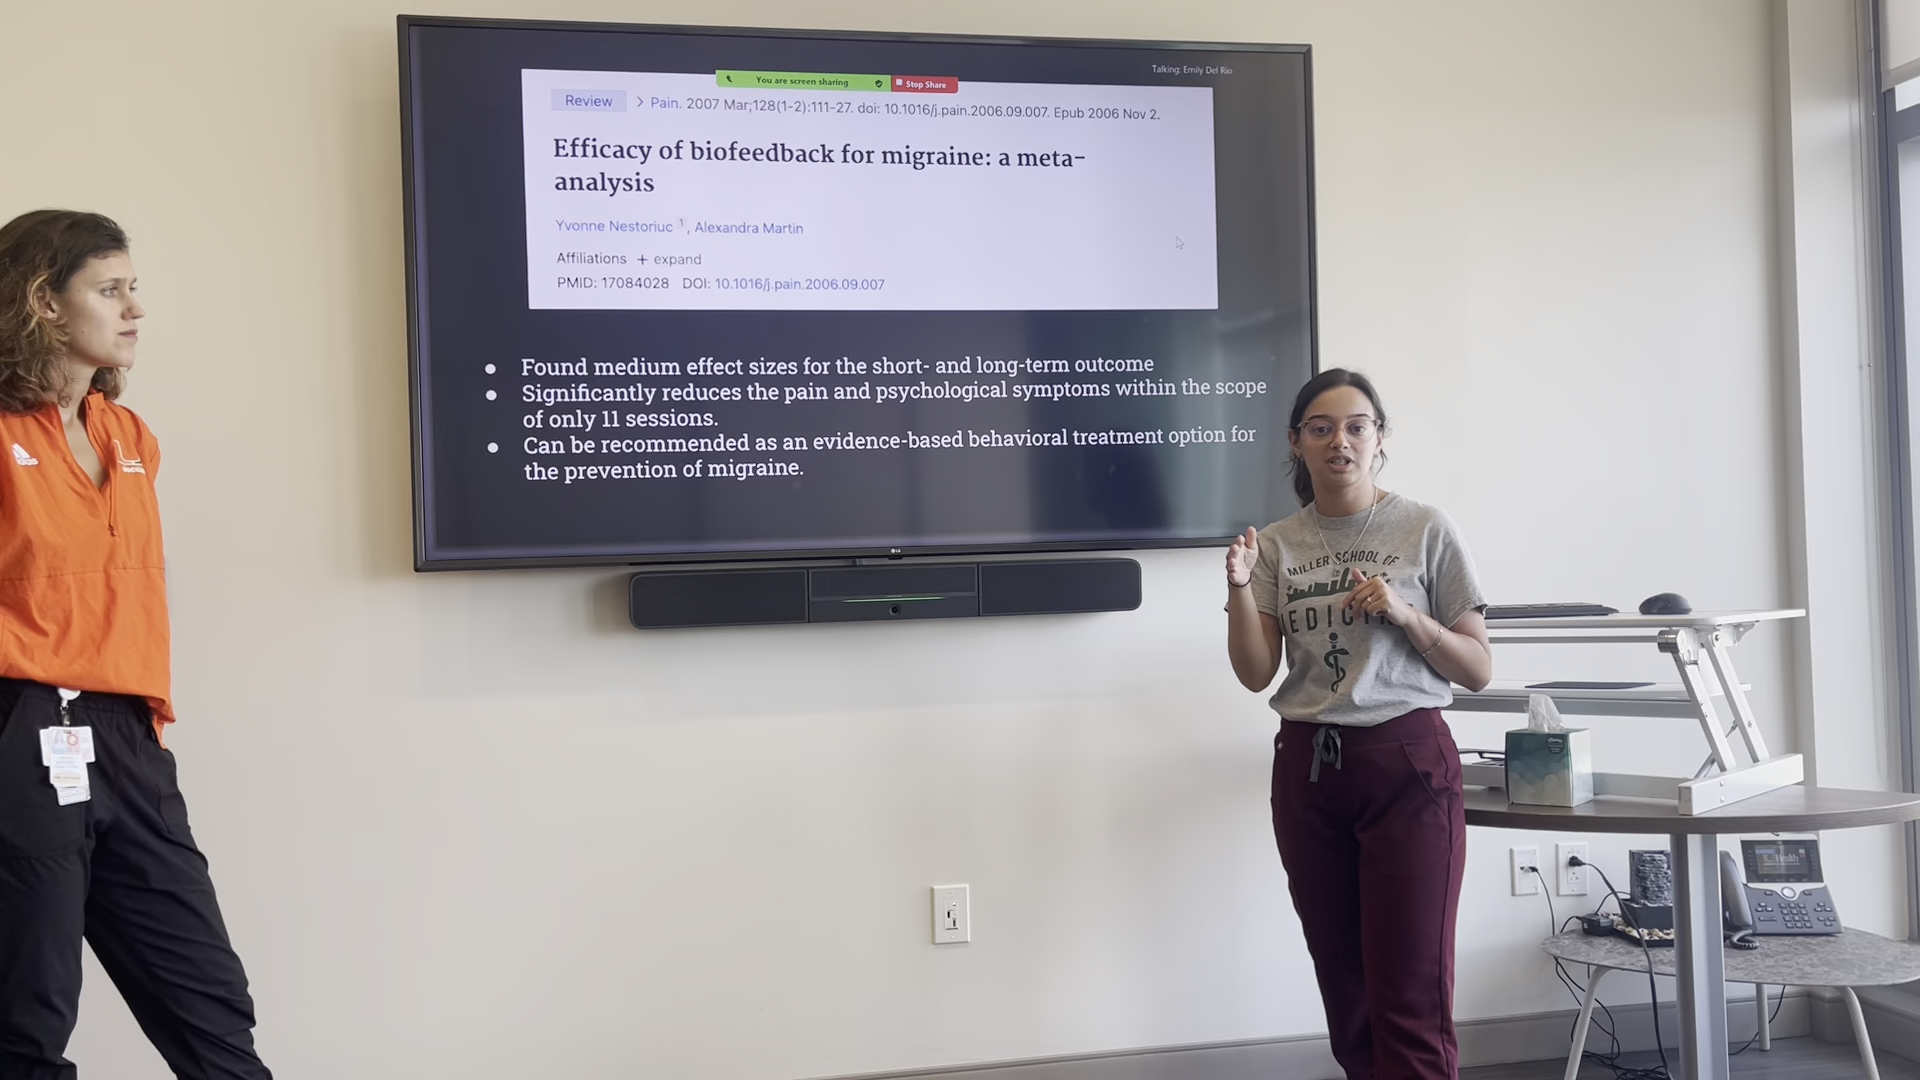 Talking: Emily Del Rio
You are screen sharing
Stop Share
Review > Pain. 2007 Mar;128(1-2):111-27. doi: 10.1016/j.pain.2006.09.007. Epub 2006 Nov 2.
Efficacy of biofeedback for migraine: a meta-
analysis
Yvonne Nestoriuc 1, Alexandra Martin
Affiliations + expand
PMID: 17084028 DOI: 10.1016/j.pain.2006.09.007
● Found medium effect sizes for the short- and long-term outcome
● Significantly reduces the pain and psychological symptoms within the scope
of only 11 sessions.
● Can be recommended as an evidence-based behavioral treatment option for
the prevention of migraine.
LG
adidas
MILLER SCHOOL OF
EDICI
Health